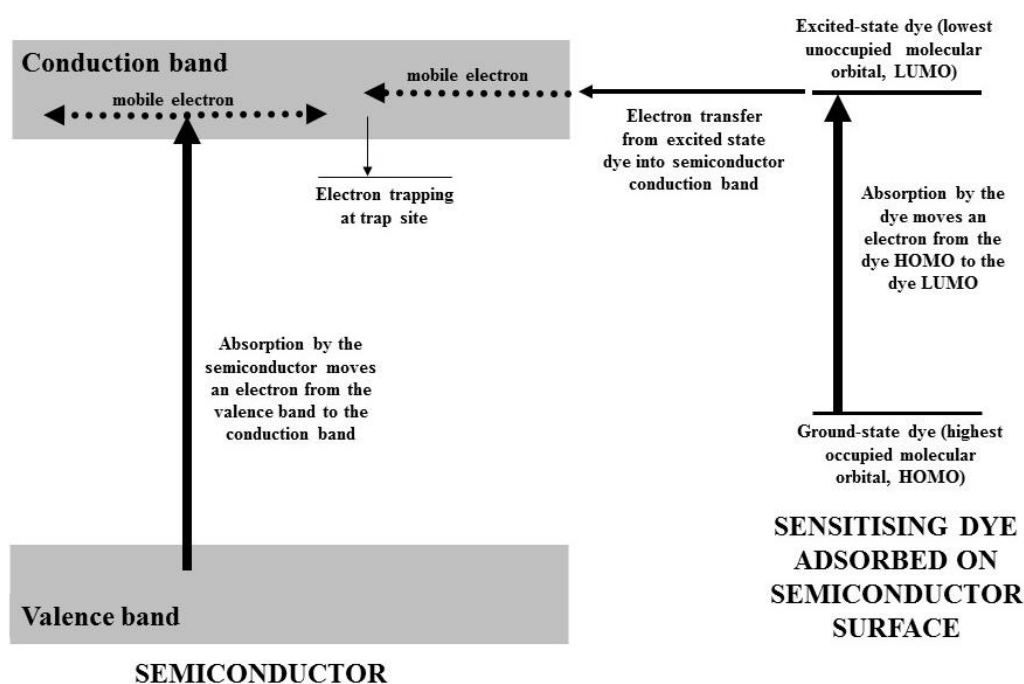 Conduction band
mobile electron
mobile electron
Electron trapping
at trap site
Absorption by the
semiconductor moves
an electron from the
valence band to the
conduction band
Valence band
SEMICONDUCTOR
Electron transfer
from excited state
dye into semiconductor
conduction band
Excited-state dye (lowest
unoccupied molecular
orbital, LUMO)
Absorption by the
dye moves an
electron from the
dye HOMO to the
dye LUMO
Ground-state dye (highest
occupied molecular
orbital, HOMO)
SENSITISING DYE
ADSORBED ON
SEMICONDUCTOR
SURFACE